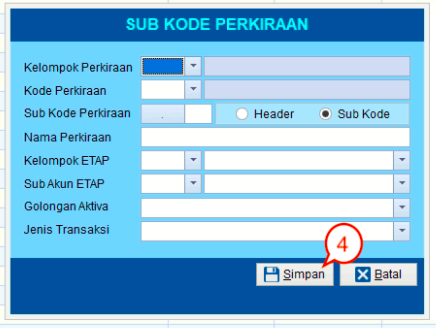 SUB KODE PERKIRAAN
Kelompok Perkiraan
Kode Perkiraan
Sub Kode Perkiraan . Header Sub Kode
Nama Perkiraan
Kelompok ETAP
Sub Akun ETAP
Golongan Aktiva
Jenis Transaksi
4
Simpan Batal